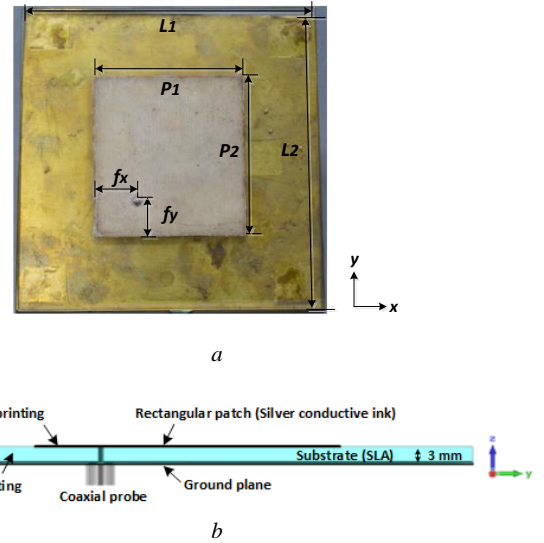 L1
P1
P2
L2
fx
fy
y
x
a
printing
Rectangular patch (Silver conductive ink)
Substrate (SLA)
3 mm
z
y
Coaxial probe
Ground plane
b